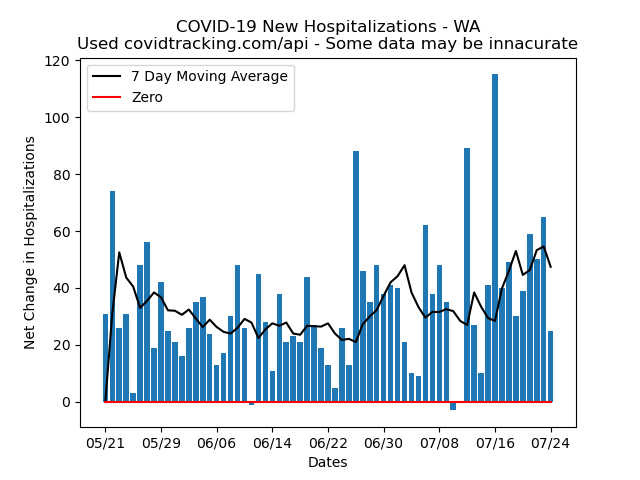 COVID-19 New Hospitalizations - WA
Used covidtracking.com/api - Some data may be innacurate
120
100
80
60
40
20
0
Net Change in Hospitalizations
7 Day Moving Average
Zero
05/21 05/29 06/06 06/14 06/22 06/30 07/08 07/16 07/24
Dates